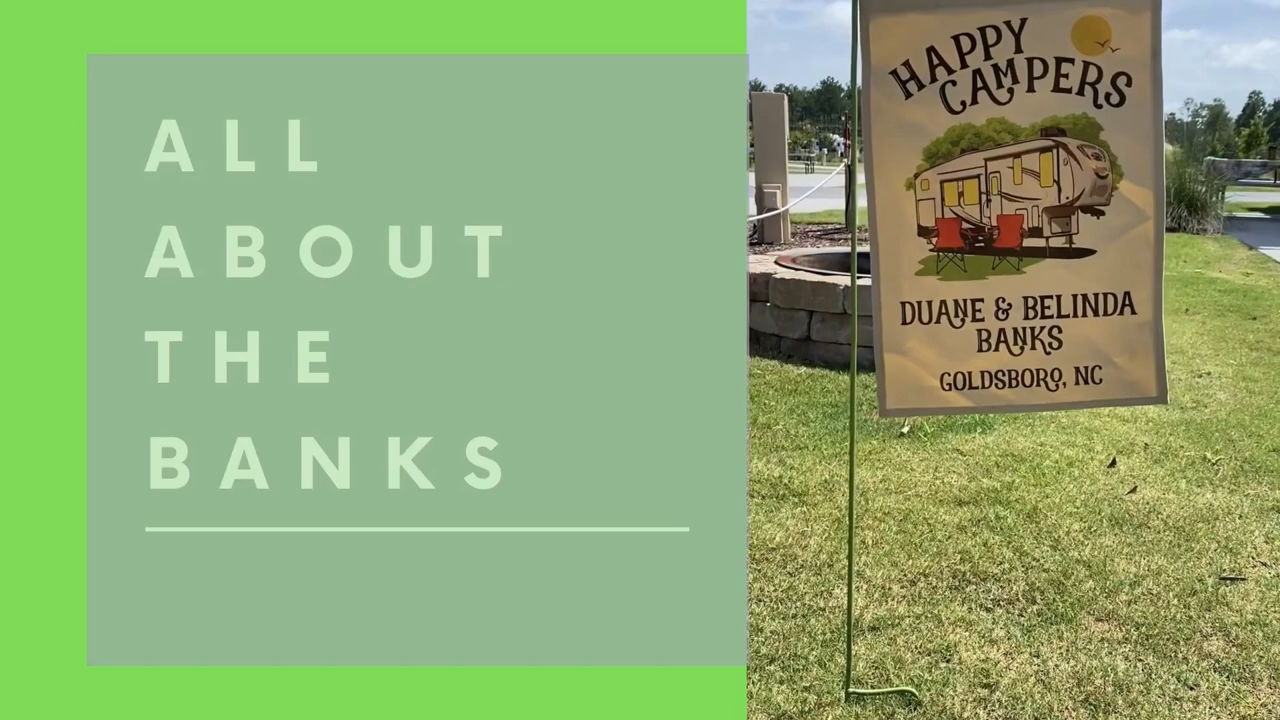 ALL
ABOUT
THE
BANKS
HAPPY
CAMPERS
DUANE & BELINDA
BANKS
GOLDSBORO, NC